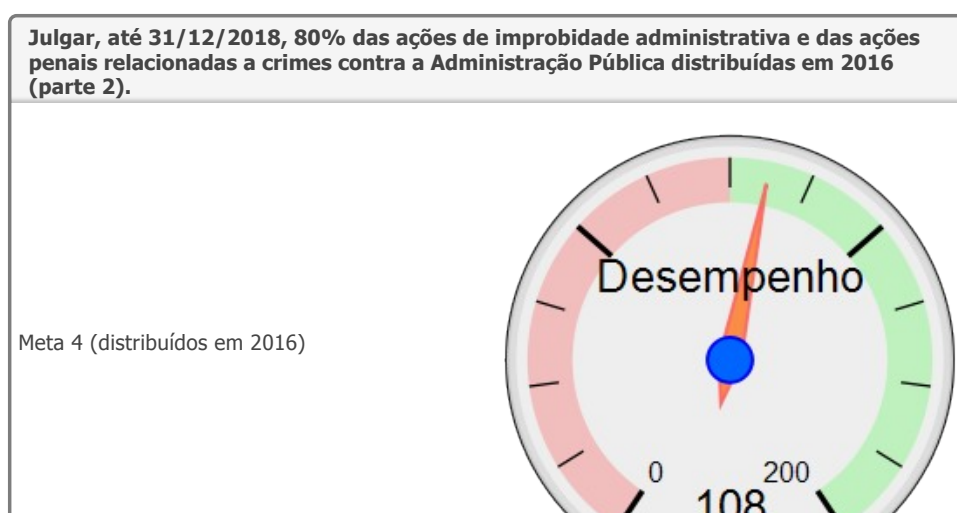 Julgar, até 31/12/2018, 80% das ações de improbidade administrativa e das ações
penais relacionadas a crimes contra a Administração Pública distribuídas em 2016
(parte 2).
Desempenho
Meta 4 (distribuídos em 2016)
0 200
108